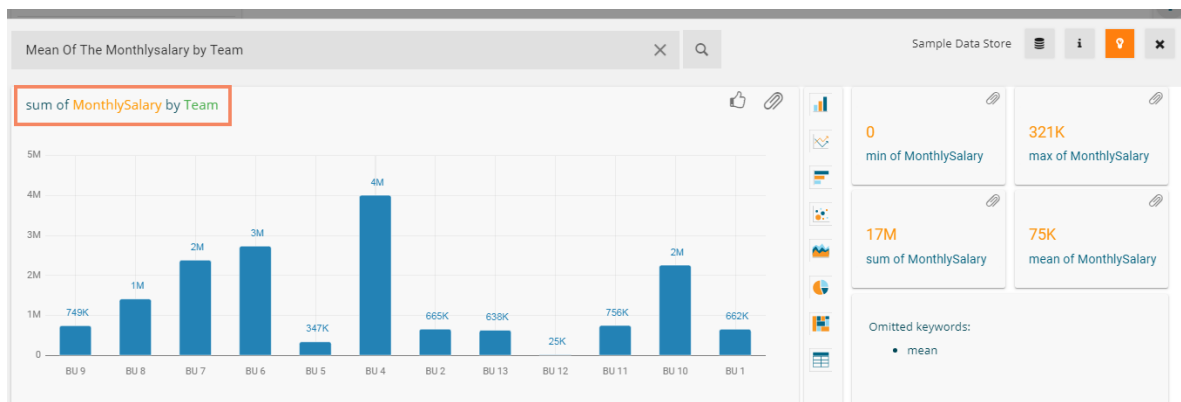 Mean Of The Monthlysalary by Team
Sample Data Store
sum of MonthlySalary by Team
5M
4M
3M
2M
1M
0
749K
1M
2M
3M
347K
4M
665K
638K
25K
756K
2M
662K
BU 9
BU 8
BU 7
BU 6
BU 5
BU 4
BU 2
BU 13
BU 12
BU 11
BU 10
BU 1
0
min of MonthlySalary
321K
max of MonthlySalary
17M
sum of MonthlySalary
75K
mean of MonthlySalary
Omitted keywords:
• mean